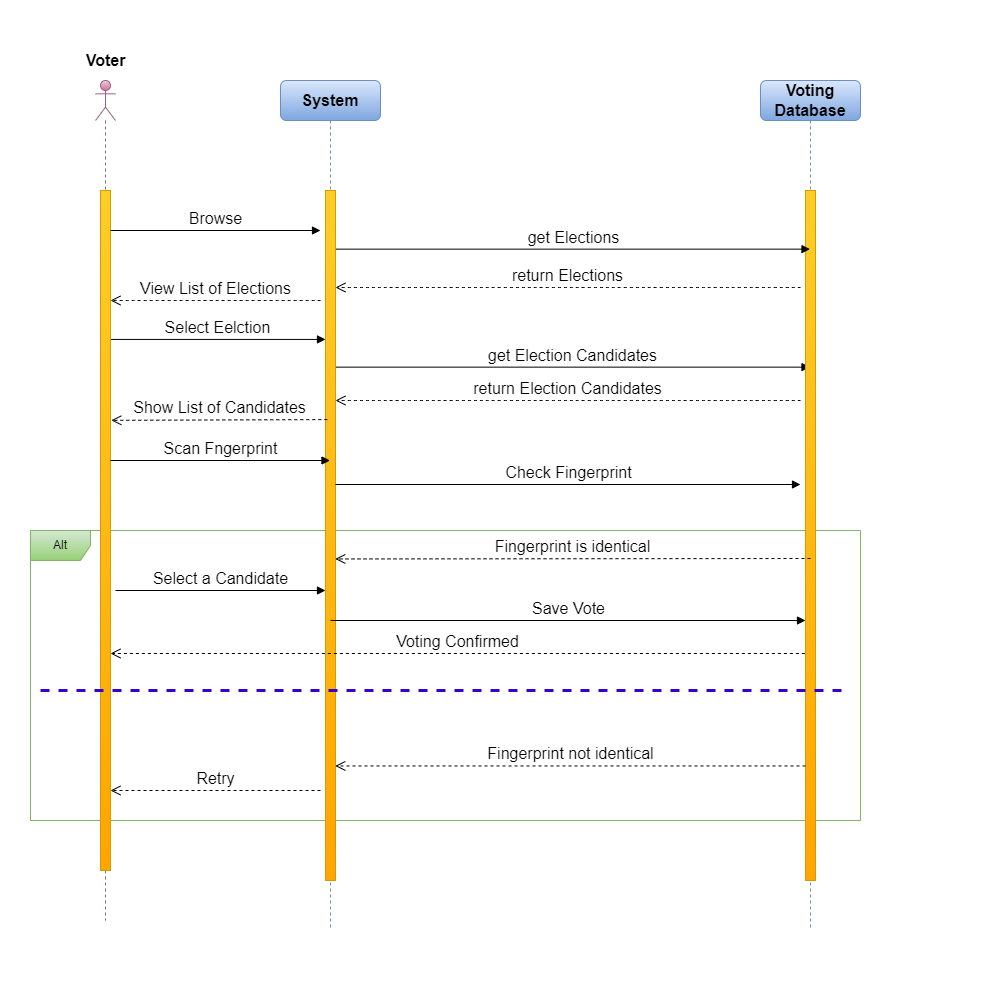 Voter
System
Voting
Database
Browse
get Elections
return Elections
View List of Elections
Select Eelction
get Election Candidates
return Election Candidates
Show List of Candidates
Scan Fngerprint
Check Fingerprint
Alt
Fingerprint is identical
Select a Candidate
Save Vote
Voting Confirmed
Fingerprint not identical
Retry